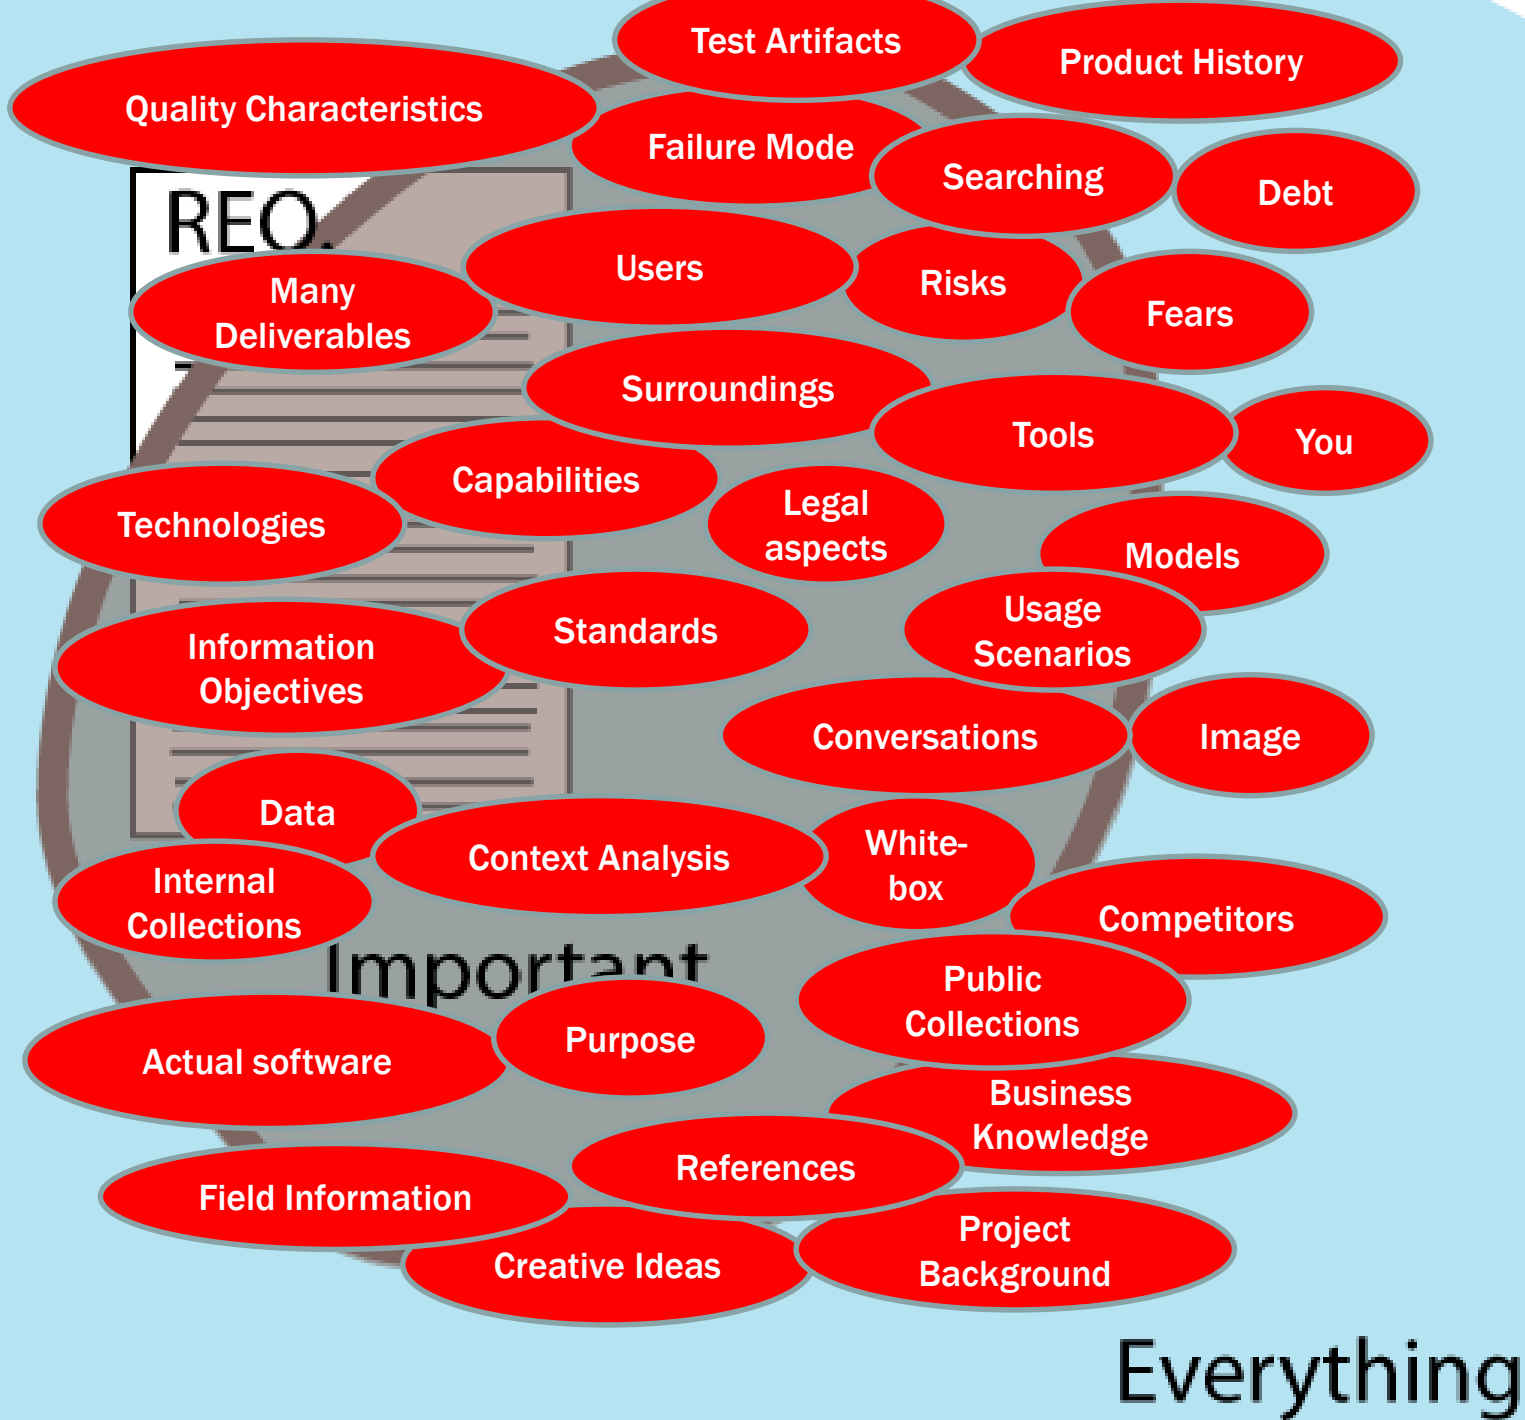 Test Artifacts
Product History
Quality Characteristics
Failure Mode
Searching
Debt
REQ.
Users
Risks
Many
Deliverables
Fears
Surroundings
Tools
You
Capabilities
Legal
aspects
Technologies
Models
Usage
Scenarios
Standards
Information
Objectives
Conversations
Image
Data
Context Analysis
White-
box
Internal
Collections
Competitors
Important
Public
Collections
Purpose
Actual software
Business
Knowledge
References
Field Information
Project
Background
Creative Ideas
Everything